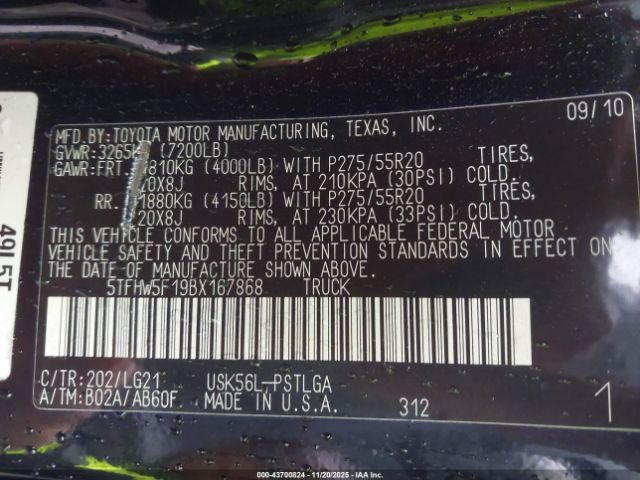 09/10
MFD.BY:TOYOTA MOTOR MANUFACTURING, TEXAS, INC.
GVWR:3265KG (7200LB)
GAWR:FRT. 1810KG (4000LB) WITH P275/55R20 TIRES,
20X8J RIMS, AT 210KPA (30PSI) COLD.
RR. 1880KG (4150LB) WITH P275/55R20 TIRES,
20X8J RIMS, AT 230KPA (33PSI) COLD.
THIS VEHICLE CONFORMS TO ALL APPLICABLE FEDERAL MOTOR
VEHICLE SAFETY AND THEFT PREVENTION STANDARDS IN EFFECT ON
THE DATE OF MANUFACTURE SHOWN ABOVE.
5TFHW5F19BX167868 TRUCK
C/TR:202/LG21 USK56L-PSTLGA
A/TM:B02A/AB60F MADE IN U.S.A. 312 1
49L5T
000-43700824 - 11/20/2025 - IAA Inc.